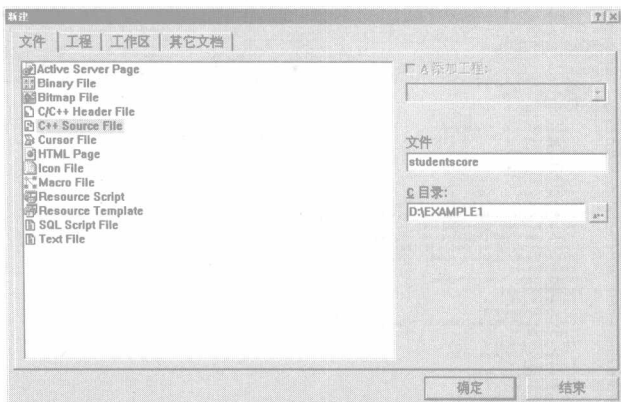 新建
文件 工程 工作区 其它文档
Active Server Page
Binary File
Bitmap File
C/C++ Header File
C++ Source File
Cursor File
HTML Page
Icon File
Macro File
Resource Script
Resource Template
SQL Script File
Text File
A 添加工程:
文件
studentscore
C 目录:
D:\EXAMPLE1
...
确定 结束